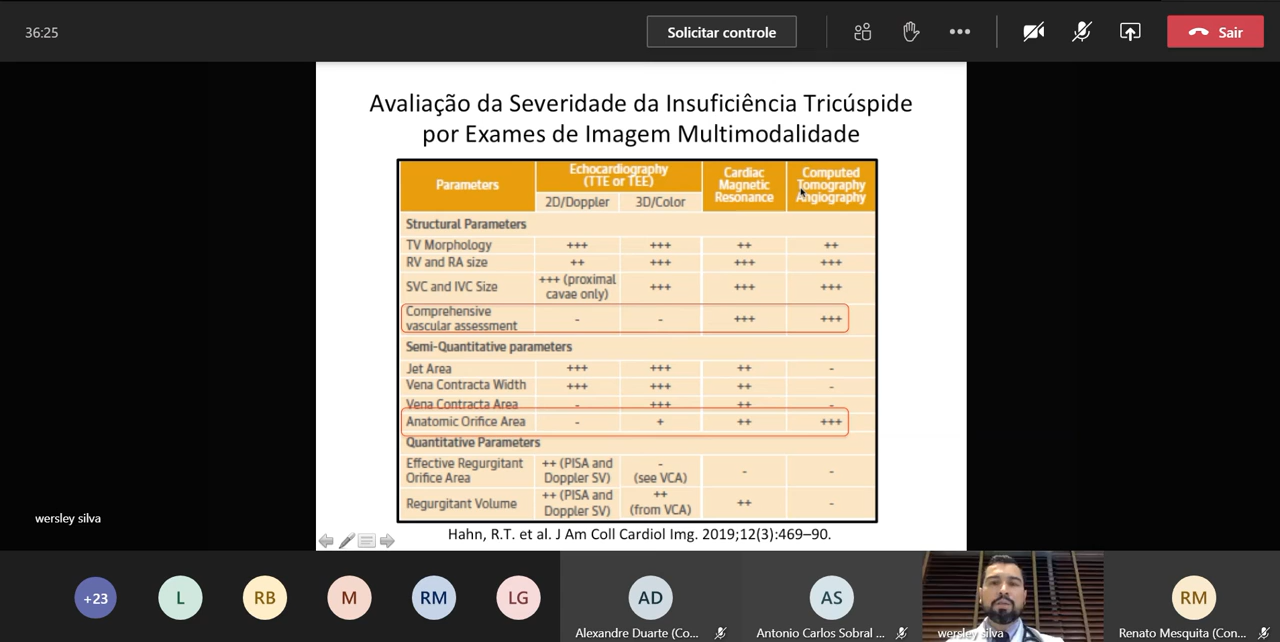 36:25
Solicitar controle
Sair
Avaliação da Severidade da Insuficiência Tricúspide
por Exames de Imagem Multimodalidade
Parameters
Echocardiography
(TTE or TEE)
2D/Doppler
3D/Color
Cardiac
Magnetic
Resonance
Computed
Tomography
Angiography
Structural Parameters
TV Morphology +++ +++ ++ ++
RV and RA size ++ +++ +++ +++
SVC and IVC Size +++ (proximal cavae only) +++ +++ +++
Comprehensive
vascular assessment - - +++ +++
Semi-Quantitative parameters
Jet Area +++ +++ ++ -
Vena Contracta Width +++ +++ ++ -
Vena Contracta Area - +++ ++ -
Anatomic Orifice Area - + ++ +++
Quantitative Parameters
Effective Regurgitant
Orifice Area ++ (PISA and Doppler SV) - (see VCA) - -
Regurgitant Volume ++ (PISA and Doppler SV) ++ (from VCA) ++ -
Hahn, R.T. et al. J Am Coll Cardiol Img. 2019;12(3):469–90.
wersley silva
+23
L
RB
M
RM
LG
AD
Alexandre Duarte (Co...
AS
Antonio Carlos Sobral ...
wersley silva
RM
Renato Mesquita (Con...